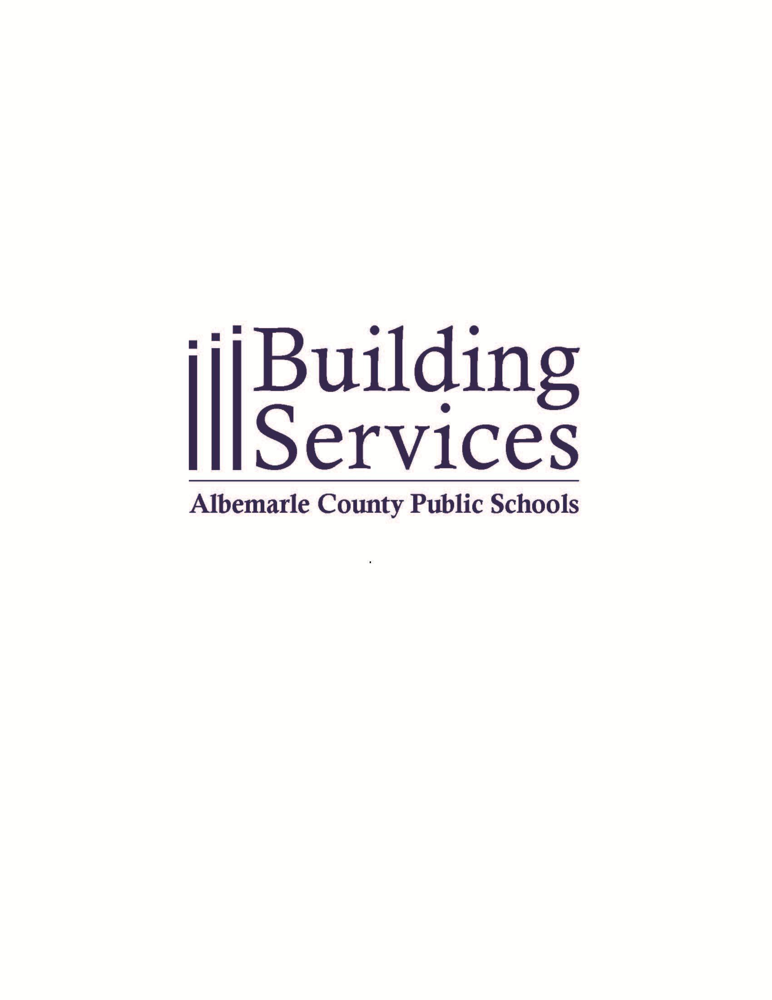 Building
Services
Albemarle County Public Schools
.